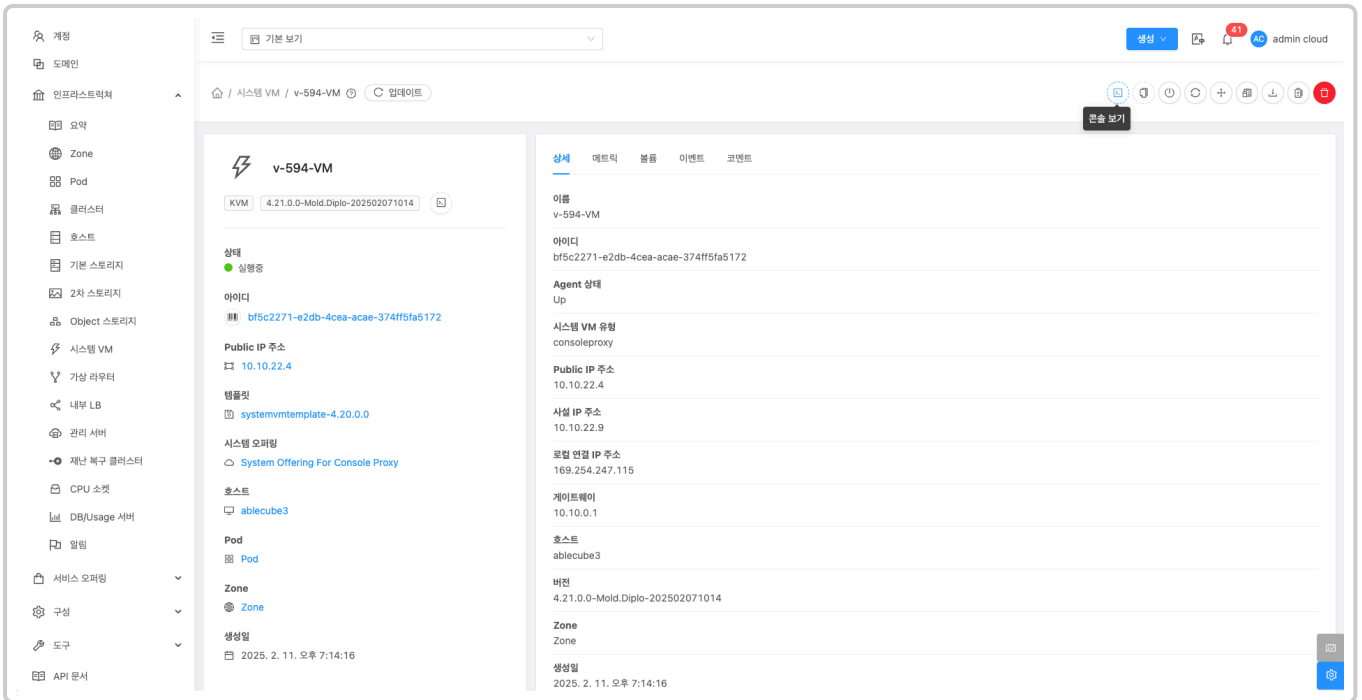 계정
도메인
인프라스트럭쳐
요약
Zone
Pod
클러스터
호스트
기본 스토리지
2차 스토리지
Object 스토리지
시스템 VM
가상 라우터
내부 LB
관리 서버
재난 복구 클러스터
CPU 소켓
DB/Usage 서버
알림
서비스 오퍼링
구성
도구
API 문서
기본 보기
생성
41
AC admin cloud
/ 시스템 VM / v-594-VM 업데이트
콘솔 보기
v-594-VM
KVM 4.21.0.0-Mold.Diplo-202502071014
상태
실행중
아이디
bf5c2271-e2db-4cea-acae-374ff5fa5172
Public IP 주소
10.10.22.4
템플릿
systemvmtemplate-4.20.0.0
시스템 오퍼링
System Offering For Console Proxy
호스트
ablecube3
Pod
Pod
Zone
Zone
생성일
2025. 2. 11. 오후 7:14:16
상세 메트릭 볼륨 이벤트 코멘트
이름
v-594-VM
아이디
bf5c2271-e2db-4cea-acae-374ff5fa5172
Agent 상태
Up
시스템 VM 유형
consoleproxy
Public IP 주소
10.10.22.4
사설 IP 주소
10.10.22.9
로컬 연결 IP 주소
169.254.247.115
게이트웨이
10.10.0.1
호스트
ablecube3
버전
4.21.0.0-Mold.Diplo-202502071014
Zone
Zone
생성일
2025. 2. 11. 오후 7:14:16